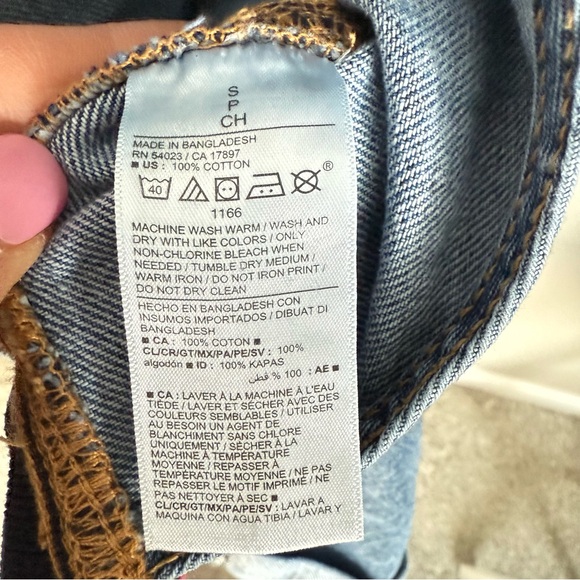 S
P
CH
MADE IN BANGLADESH
RN 54023 / CA 17897
■ US : 100% COTTON
40
®
1166
MACHINE WASH WARM / WASH AND
DRY WITH LIKE COLORS / ONLY
NON-CHLORINE BLEACH WHEN
NEEDED / TUMBLE DRY MEDIUM /
WARM IRON / DO NOT IRON PRINT /
DO NOT DRY CLEAN
HECHO EN BANGLADESH CON
INSUMOS IMPORTADOS / DIBUAT DI
BANGLADESH
■ CA : 100% COTON ■
CL/CR/GT/MX/PA/PE/SV : 100%
algodón ■ ID : 100% KAPAS
100 % قطن : AE ■
■ CA : LAVER À LA MACHINE À L'EAU
TIÈDE / LAVER ET SÉCHER AVEC DES
COULEURS SEMBLABLES / UTILISER
AU BESOIN UN AGENT DE
BLANCHIMENT SANS CHLORE
UNIQUEMENT / SÉCHER À LA
MACHINE À TEMPÉRATURE
MOYENNE / REPASSER À
TEMPÉRATURE MOYENNE / NE PAS
REPASSER LE MOTIF IMPRIMÉ / NE
PAS NETTOYER À SEC ■
CL/CR/GT/MX/PA/PE/SV : LAVAR A
MAQUINA CON AGUA TIBIA / LAVAR Y